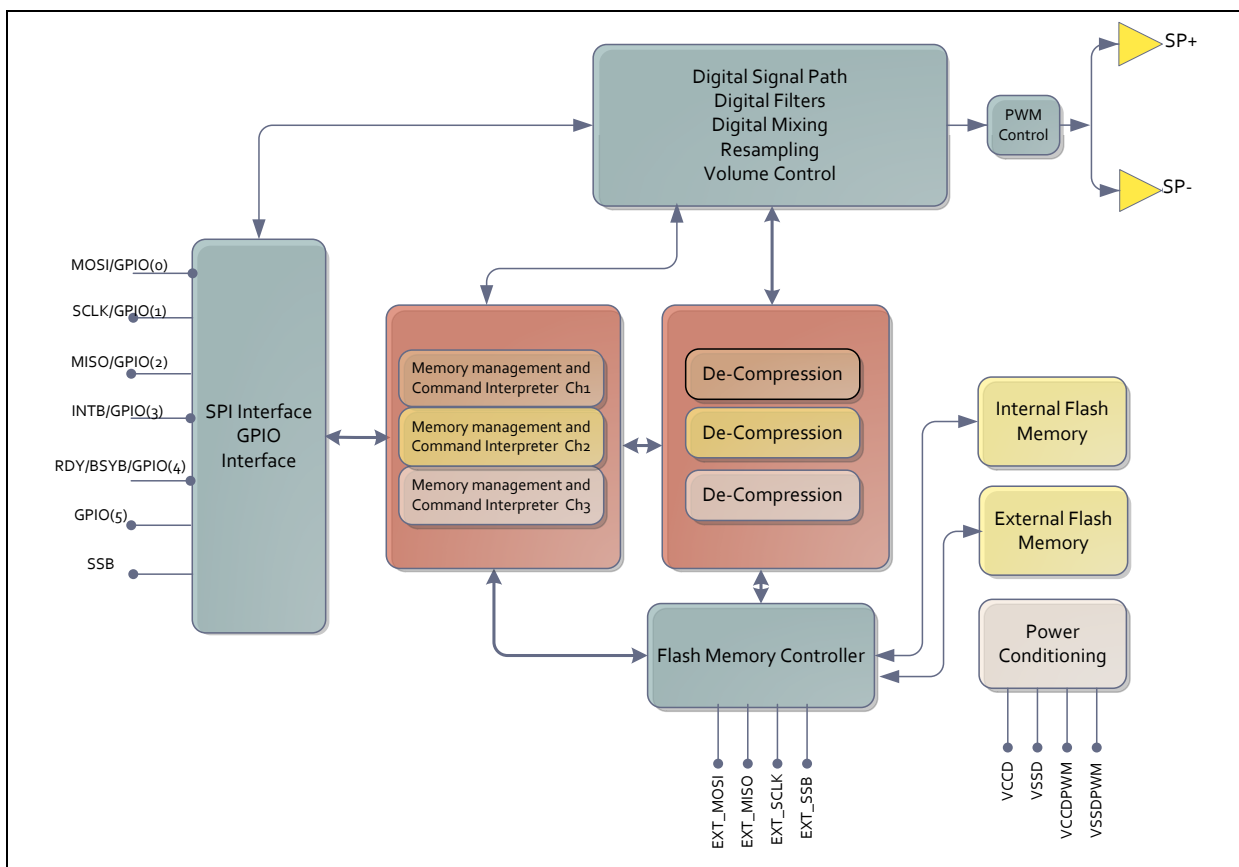 Digital Signal Path
Digital Filters
Digital Mixing
Resampling
Volume Control
PWM
Control
SP+
SP-
MOSI/GPIO(0)
SCLK/GPIO(1)
MISO/GPIO(2)
INTB/GPIO(3)
RDY/BSYB/GPIO(4)
GPIO(5)
SSB
SPI Interface
GPIO
Interface
Memory management and
Command Interpreter Ch1
Memory management and
Command Interpreter Ch2
Memory management and
Command Interpreter Ch3
De-Compression
De-Compression
De-Compression
Internal Flash
Memory
External Flash
Memory
Flash Memory Controller
Power
Conditioning
EXT_MOSI
EXT_MISO
EXT_SCLK
EXT_SSB
VCCD
VSSD
VCCDPWM
VSSDPWM